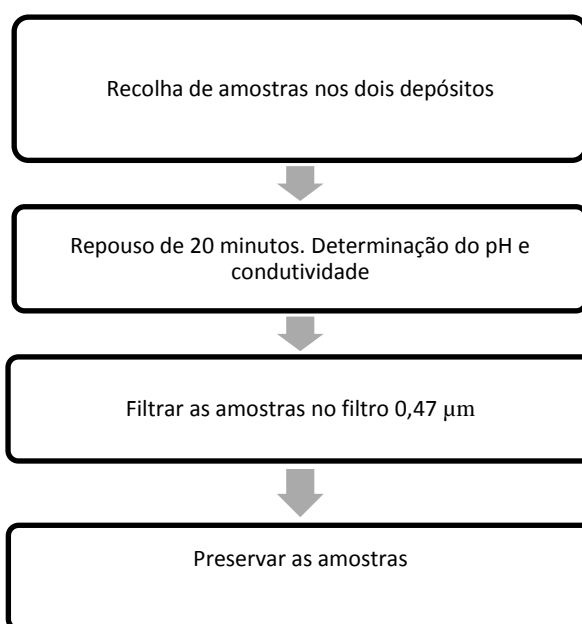 Recolha de amostras nos dois depósitos
Repouso de 20 minutos. Determinação do pH e
condutividade
Filtrar as amostras no filtro 0,47 µm
Preservar as amostras